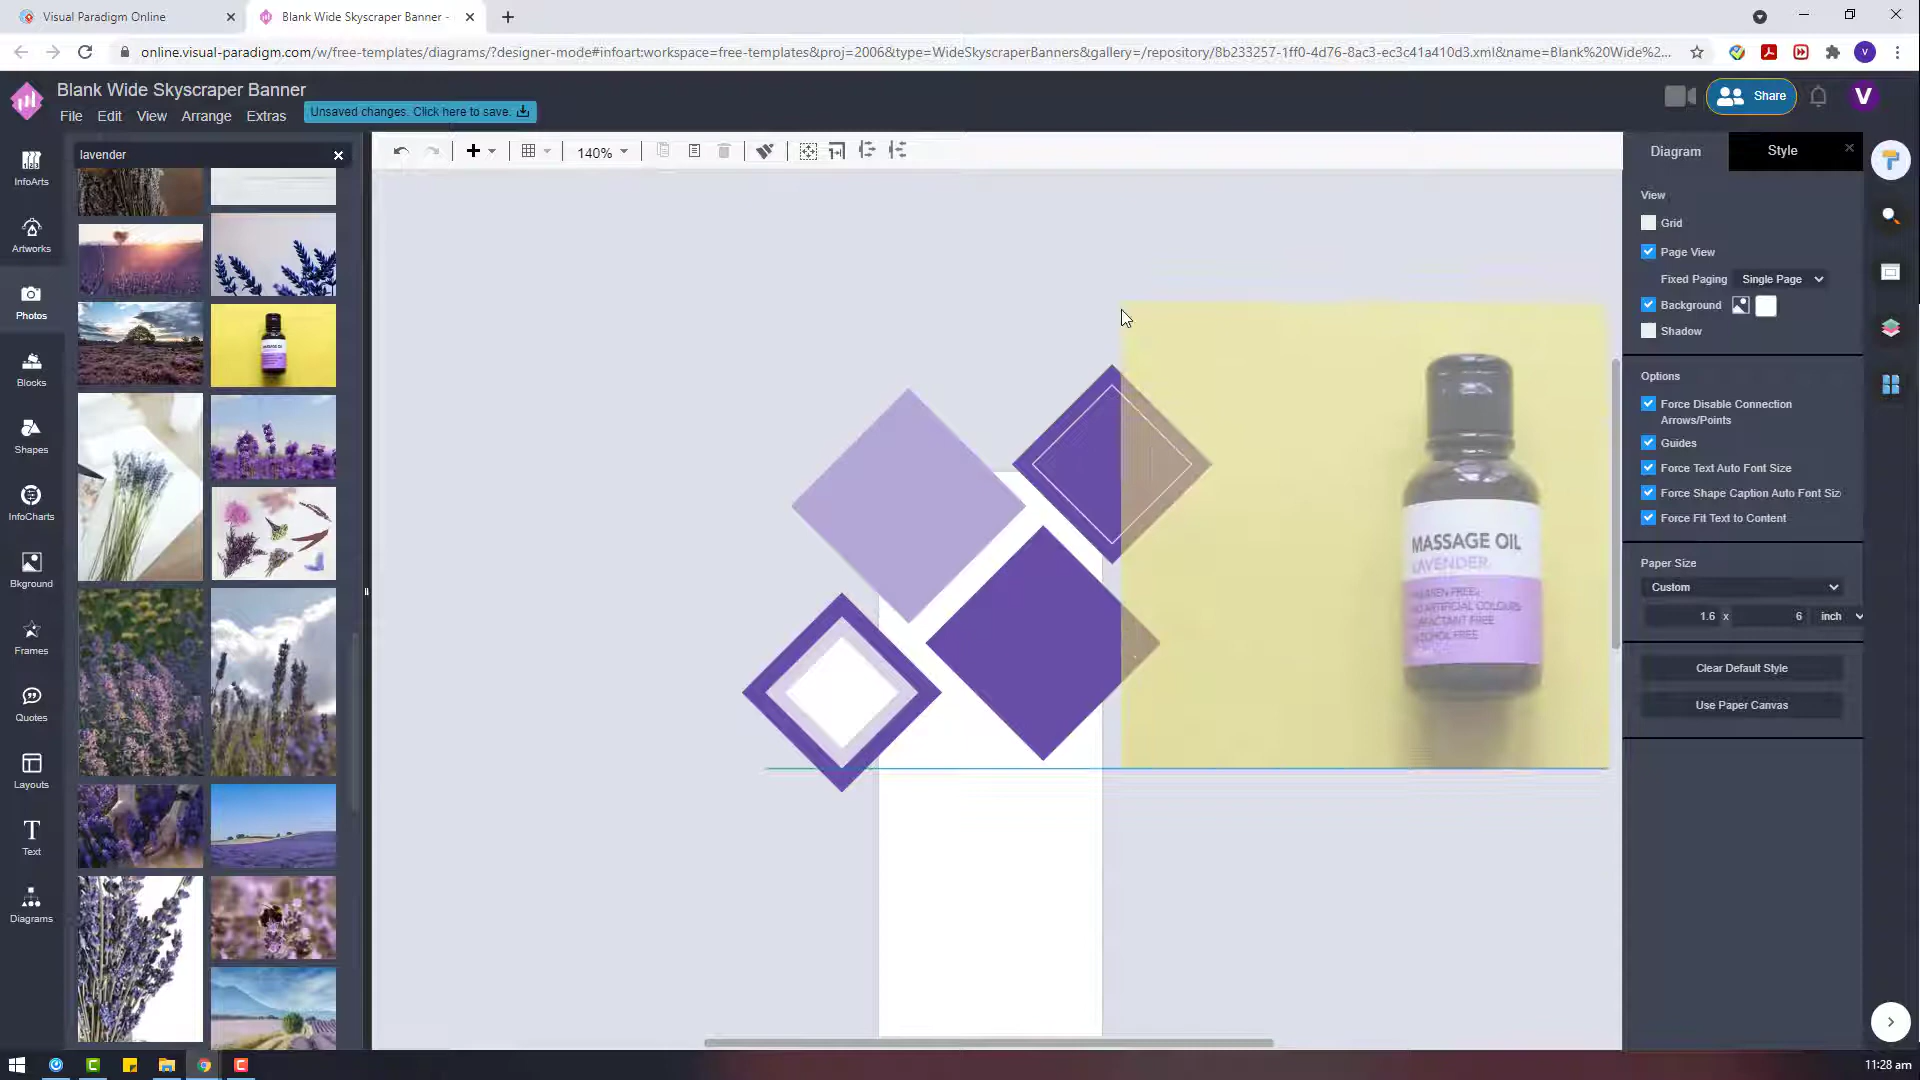 Visual Paradigm Online
Blank Wide Skyscraper Banner -
online.visual-paradigm.com/w/free-templates/diagrams/?designer-mode#infoart:workspace=free-templates&proj=2006&type=WideSkyscraperBanners&gallery=/repository/8b233257-1ff0-4d76-8ac3-ec3c41a410d3.xml&name=Blank%20Wide%2...
V
Blank Wide Skyscraper Banner
File
Edit
View
Arrange
Extras
Unsaved changes. Click here to save.
Share
V
lavender
140%
Diagram
Style
InfoArts
Artworks
Photos
Blocks
Shapes
InfoCharts
Bkground
Frames
Quotes
Layouts
Text
Diagrams
MASSAGE OIL
MASSAGE OIL
LAVENDER
NO ARTIFICIAL COLOURS
View
Grid
Page View
Fixed Paging
Single Page
Background
Shadow
Options
Force Disable Connection
Arrows/Points
Guides
Force Text Auto Font Size
Force Shape Caption Auto Font Siz
Force Fit Text to Content
Paper Size
Custom
1.6 x 6 inch
Clear Default Style
Use Paper Canvas
11:28 am